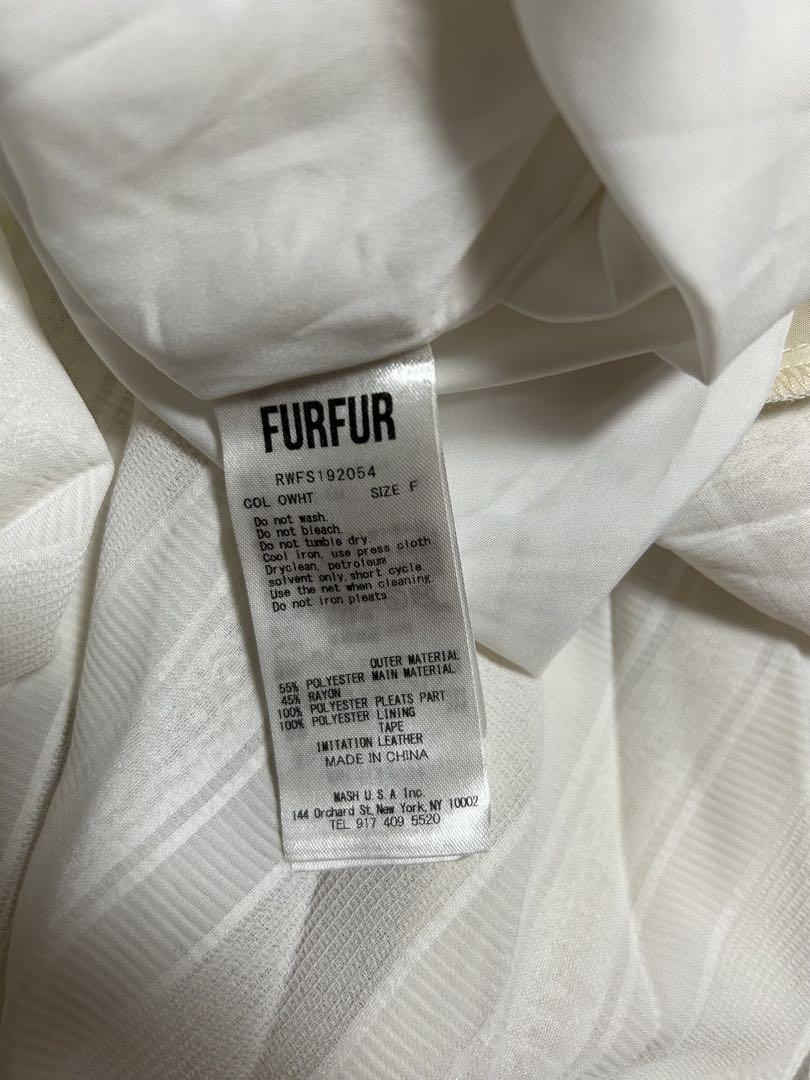 FURFUR
RWFS192054
COL OWHT SIZE F
Do not wash.
Do not bleach.
Do not tumble dry.
Cool iron, use press cloth
Dryclean, petroleum
solvent only, short cycle.
Use the net when cleaning.
Do not iron pleats.
OUTER MATERIAL
55% POLYESTER MAIN MATERIAL
45% RAYON
100% POLYESTER PLEATS PART
100% POLYESTER LINING
TAPE
IMITATION LEATHER
MADE IN CHINA
MASH U.S.A Inc.
144 Orchard St, New York, NY 10002
TEL 917 409 5520